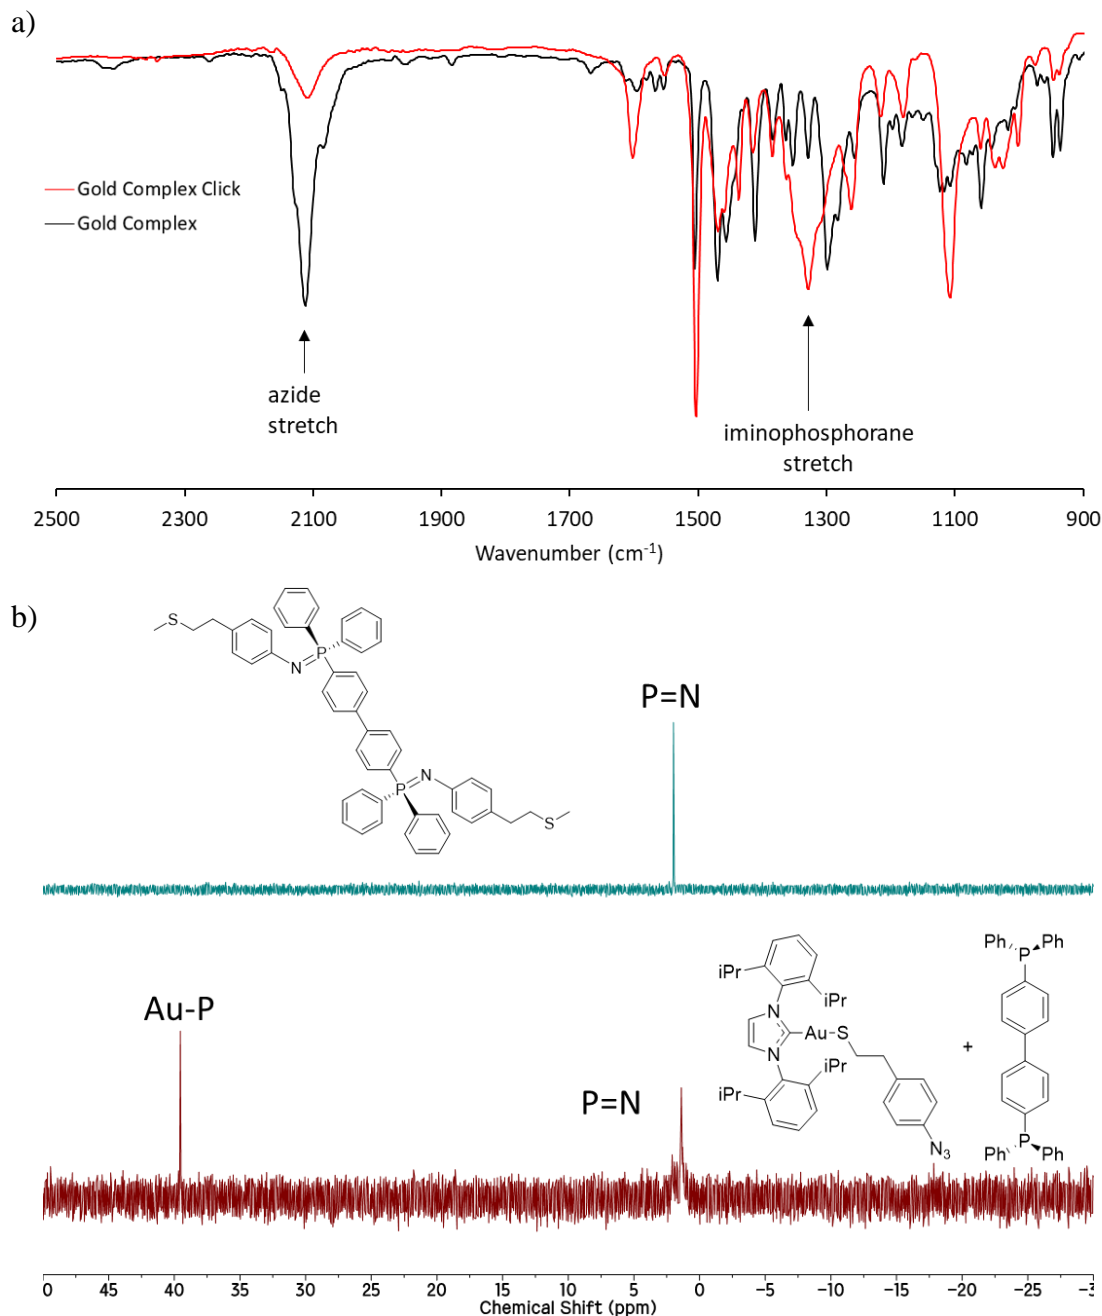 a)
Gold Complex Click
Gold Complex
azide
stretch
iminophosphorane
stretch
2500 2300 2100 1900 1700 1500 1300 1100 900
Wavenumber (cm⁻¹)
b)
S
N P
P=N
P N
S
P=N
Au-P
P=N
iPr
iPr
N
Au S
N
iPr
iPr
N₃
+
Ph Ph
P
P
Ph Ph
0 45 40 35 30 25 20 15 10 5 0 −5 −10 −15 −20 −25 −3
Chemical Shift (ppm)